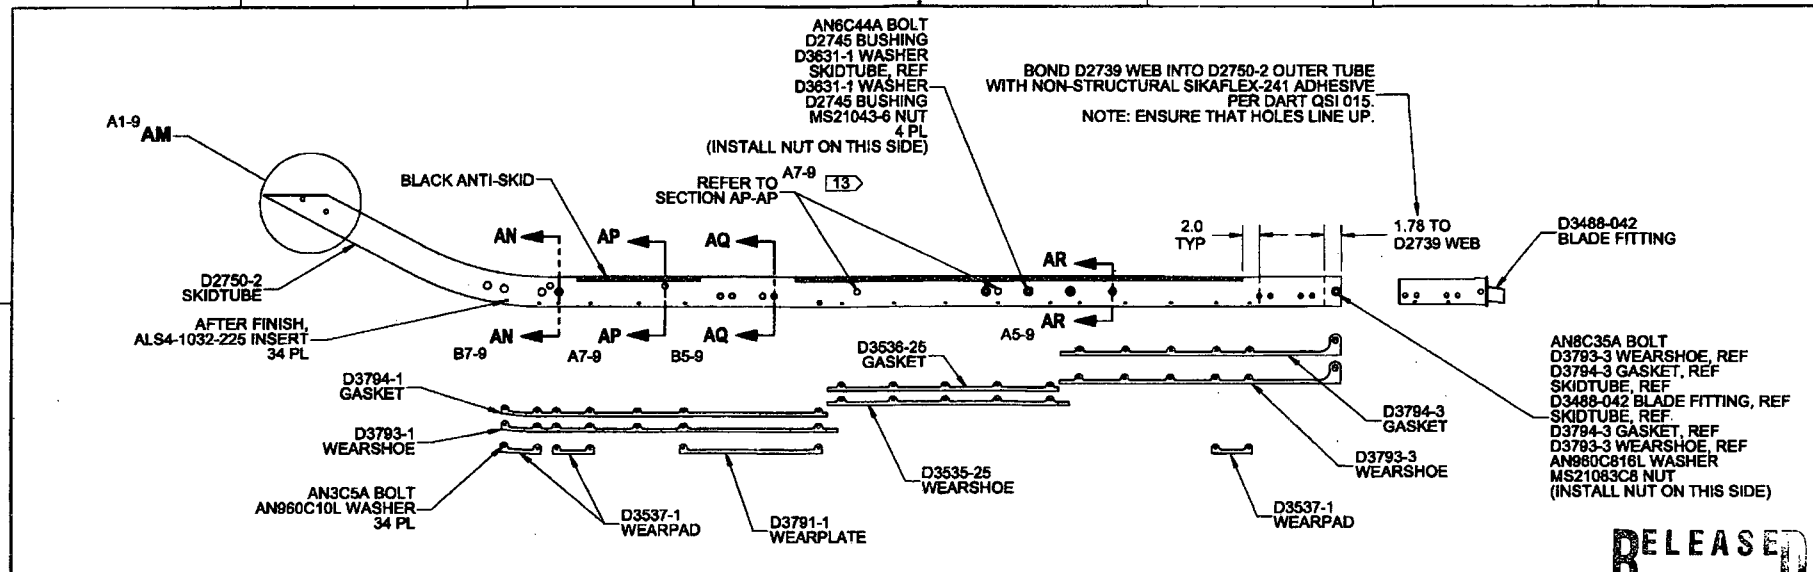 AN6C44A BOLT
D2745 BUSHING
D3631-1 WASHER
SKIDTUBE, REF
D3631-1 WASHER
D2745 BUSHING
MS21043-6 NUT
4 PL
(INSTALL NUT ON THIS SIDE)
BOND D2739 WEB INTO D2750-2 OUTER TUBE
WITH NON-STRUCTURAL SIKAFLEX-241 ADHESIVE
PER DART QSI 015.
NOTE: ENSURE THAT HOLES LINE UP.
A1-9
AM
BLACK ANTI-SKID
REFER TO
SECTION AP-AP
A7-9
13
2.0
TYP
1.78 TO
D2739 WEB
D3488-042
BLADE FITTING
AN
AP
AQ
AR
D2750-2
SKIDTUBE
AFTER FINISH,
ALS4-1032-225 INSERT
34 PL
AN
AP
AQ
AR
B7-9
A7-9
B5-9
A5-9
D3794-1
GASKET
D3536-25
GASKET
D3793-1
WEARSHOE
D3794-3
GASKET
D3535-25
WEARSHOE
D3793-3
WEARSHOE
AN3C5A BOLT
AN960C10L WASHER
34 PL
D3537-1
WEARPAD
D3791-1
WEARPLATE
D3537-1
WEARPAD
AN8C35A BOLT
D3793-3 WEARSHOE, REF
D3794-3 GASKET, REF
SKIDTUBE, REF
D3488-042 BLADE FITTING, REF
SKIDTUBE, REF.
D3794-3 GASKET, REF
D3793-3 WEARSHOE, REF
AN960C816L WASHER
MS21083C8 NUT
(INSTALL NUT ON THIS SIDE)
RELEASED